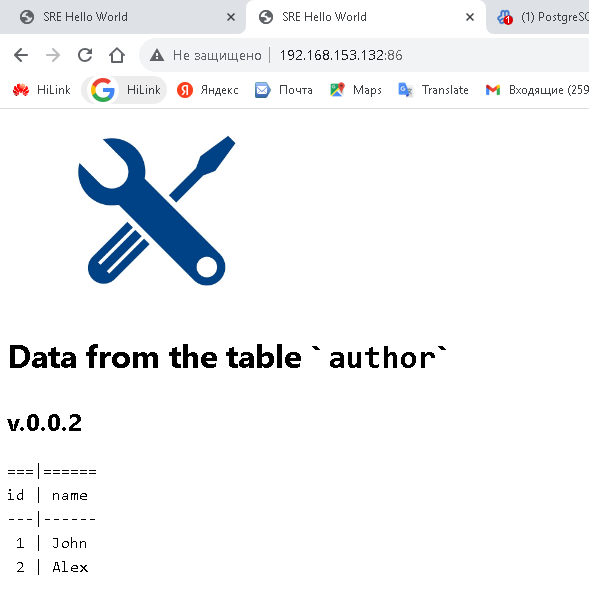 SRE Hello World
SRE Hello World
(1) PostgreSQ
Не защищено 192.168.153.132:86
HiLink HiLink Яндекс Почта Maps Translate Входящие (259
Data from the table `author`
v.0.0.2
===|======
id | name
---|------
1 | John
2 | Alex